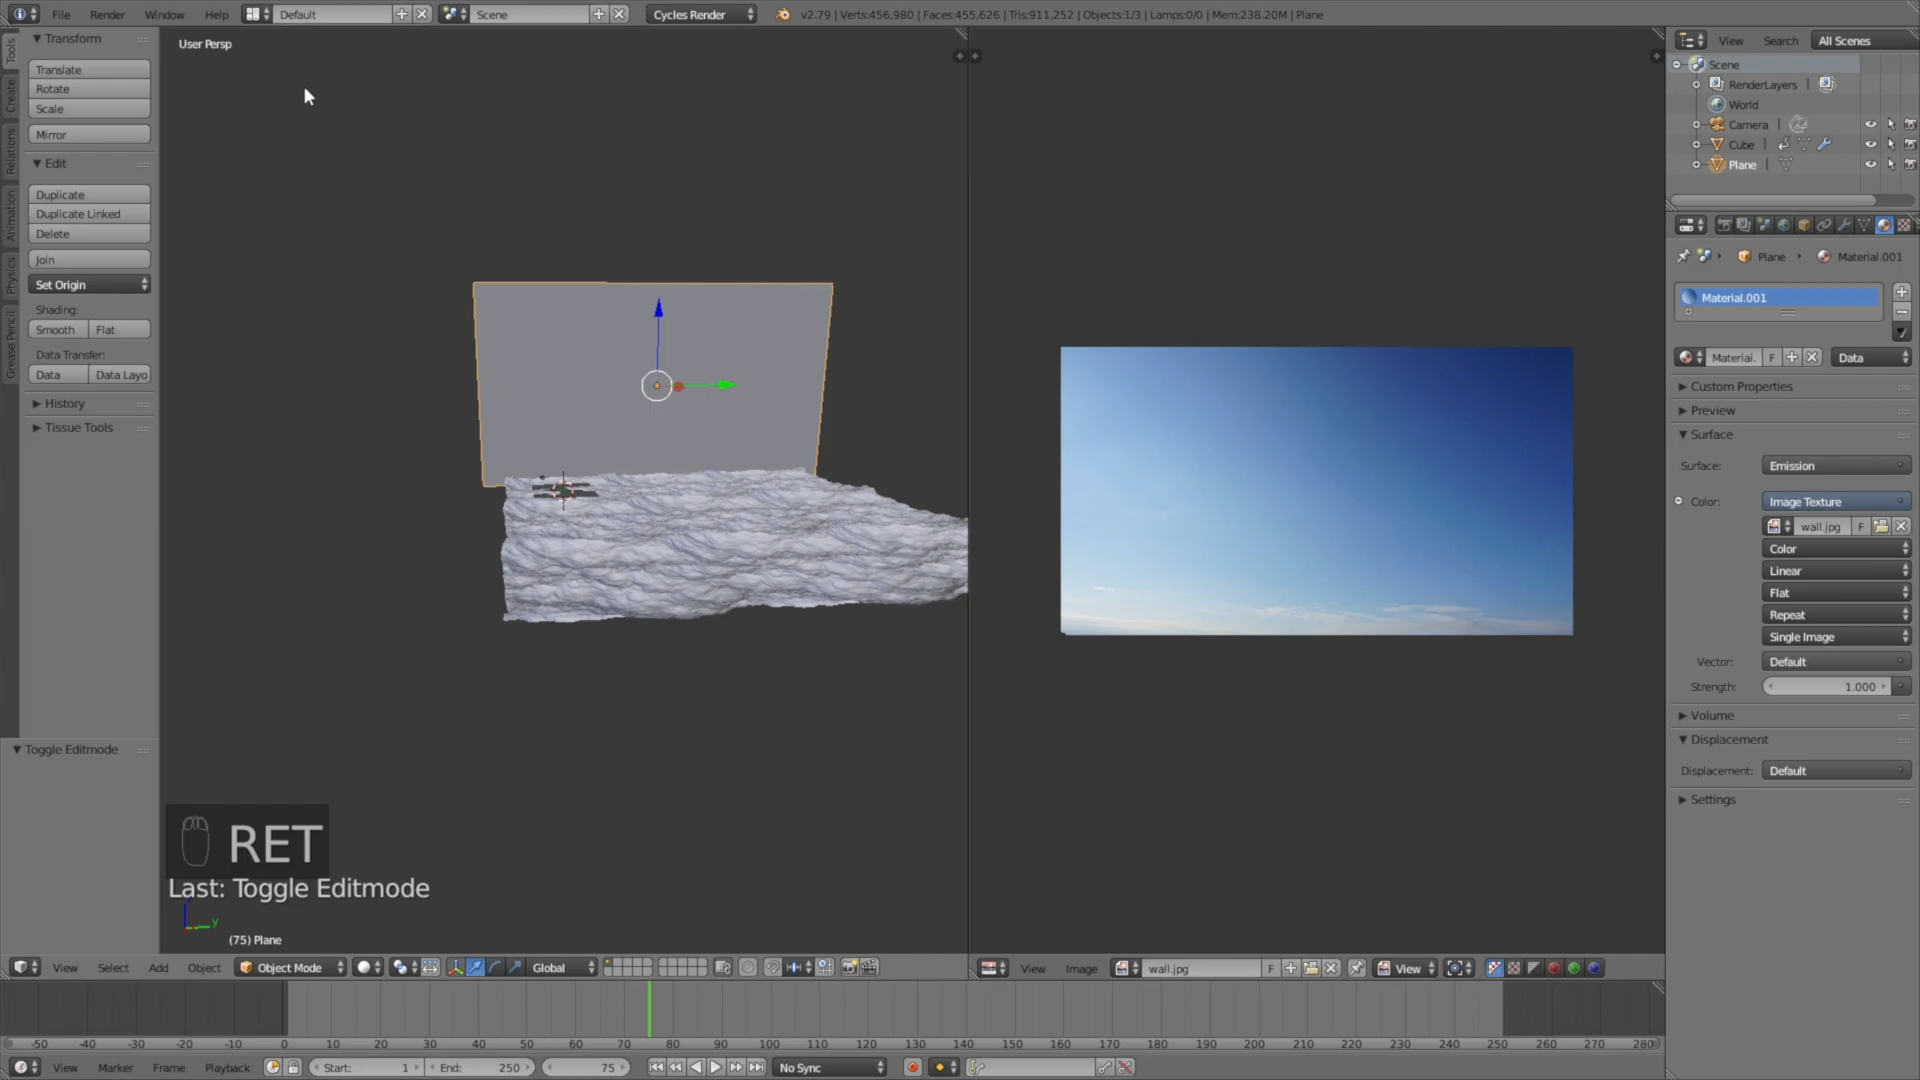 File Render Window Help Default Scene Cycles Render v2.79 | Verts:456,980 | Faces:455,626 | Tris:911,252 | Objects:1/3 | Lamps:0/0 | Mem:238.20M | Plane
Tools
Create
Relations
Animation
Physics
Grease Pencil
Transform
Translate
Rotate
Scale
Mirror
Edit
Duplicate
Duplicate Linked
Delete
Join
Set Origin
Shading:
Smooth Flat
Data Transfer:
Data Data Layo
History
Tissue Tools
Toggle Editmode
User Persp
RET
Last: Toggle Editmode
y
(75) Plane
View Select Add Object Object Mode Global
View Image wall.jpg F View
View Search All Scenes
Scene
RenderLayers |
World
Camera |
Cube |
Plane |
Plane Material.001
Material.001
Material. F Data
Custom Properties
Preview
Surface
Surface: Emission
Color: Image Texture
wall.jpg F
Color
Linear
Flat
Repeat
Single Image
Vector: Default
Strength: 1.000
Volume
Displacement
Displacement: Default
Settings
-50 -40 -30 -20 -10 0 10 20 30 40 50 60 70 80 90 100 110 120 130 140 150 160 170 180 190 200 210 220 230 240 250 260 270 280
View Marker Frame Playback Start: 1 End: 250 75 No Sync